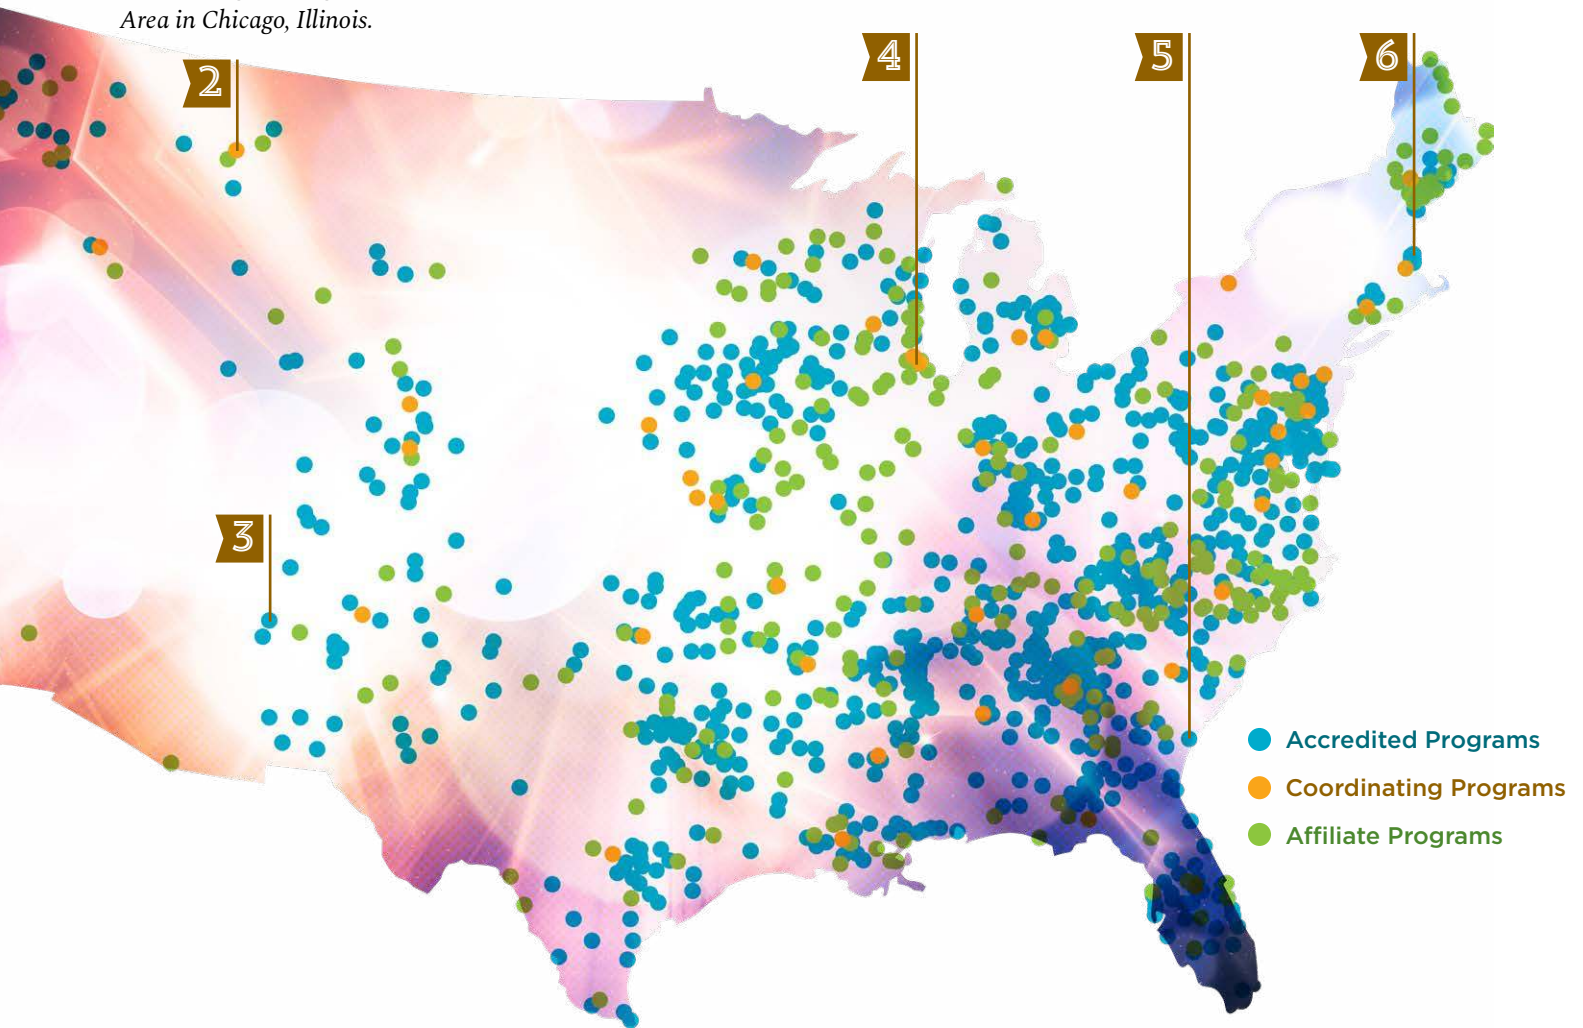 Area in Chicago, Illinois.
2
3
4
5
6
Accredited Programs
Coordinating Programs
Affiliate Programs